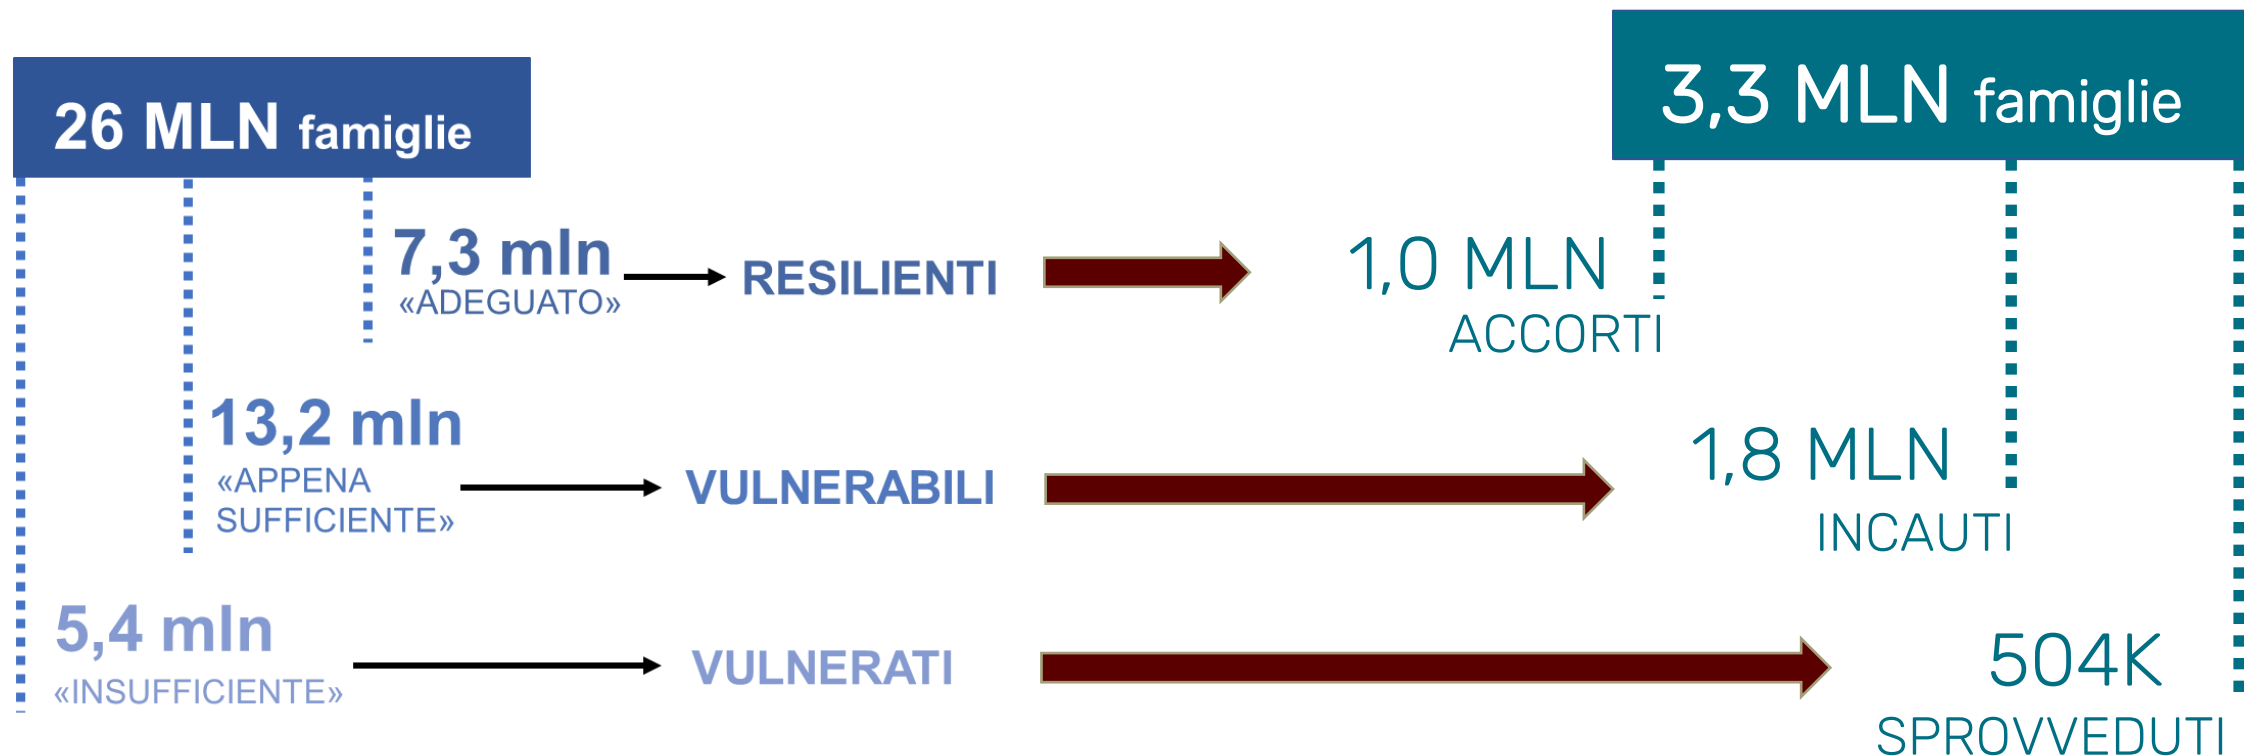 26 MLN famiglie
3,3 MLN famiglie
7,3 mln
«ADEGUATO»
RESILIENTI
1,0 MLN
ACCORTI
13,2 mln
«APPENA
SUFFICIENTE»
VULNERABILI
1,8 MLN
INCAUTI
5,4 mln
«INSUFFICIENTE»
VULNERATI
504K
SPROVVEDUTI